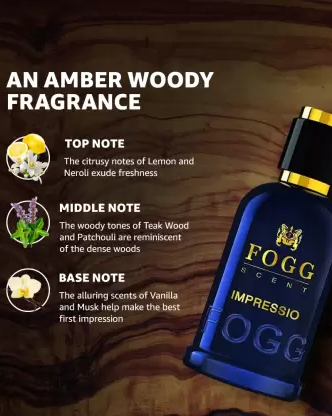 AN AMBER WOODY
FRAGRANCE
TOP NOTE
The citrusy notes of Lemon and
Neroli exude freshness
MIDDLE NOTE
The woody tones of Teak Wood
and Patchouli are reminiscent
of the dense woods
BASE NOTE
The alluring scents of Vanilla
and Musk help make the best
first impression
FOGG
SCENT
IMPRESSIO
FOGG